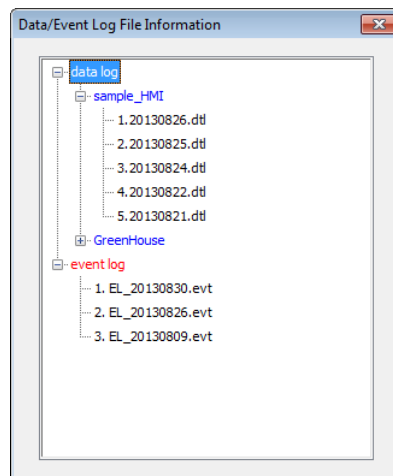 Data/Event Log File Information
data log
sample_HMI
1.20130826.dtl
2.20130825.dtl
3.20130824.dtl
4.20130822.dtl
5.20130821.dtl
GreenHouse
event log
1. EL_20130830.evt
2. EL_20130826.evt
3. EL_20130809.evt